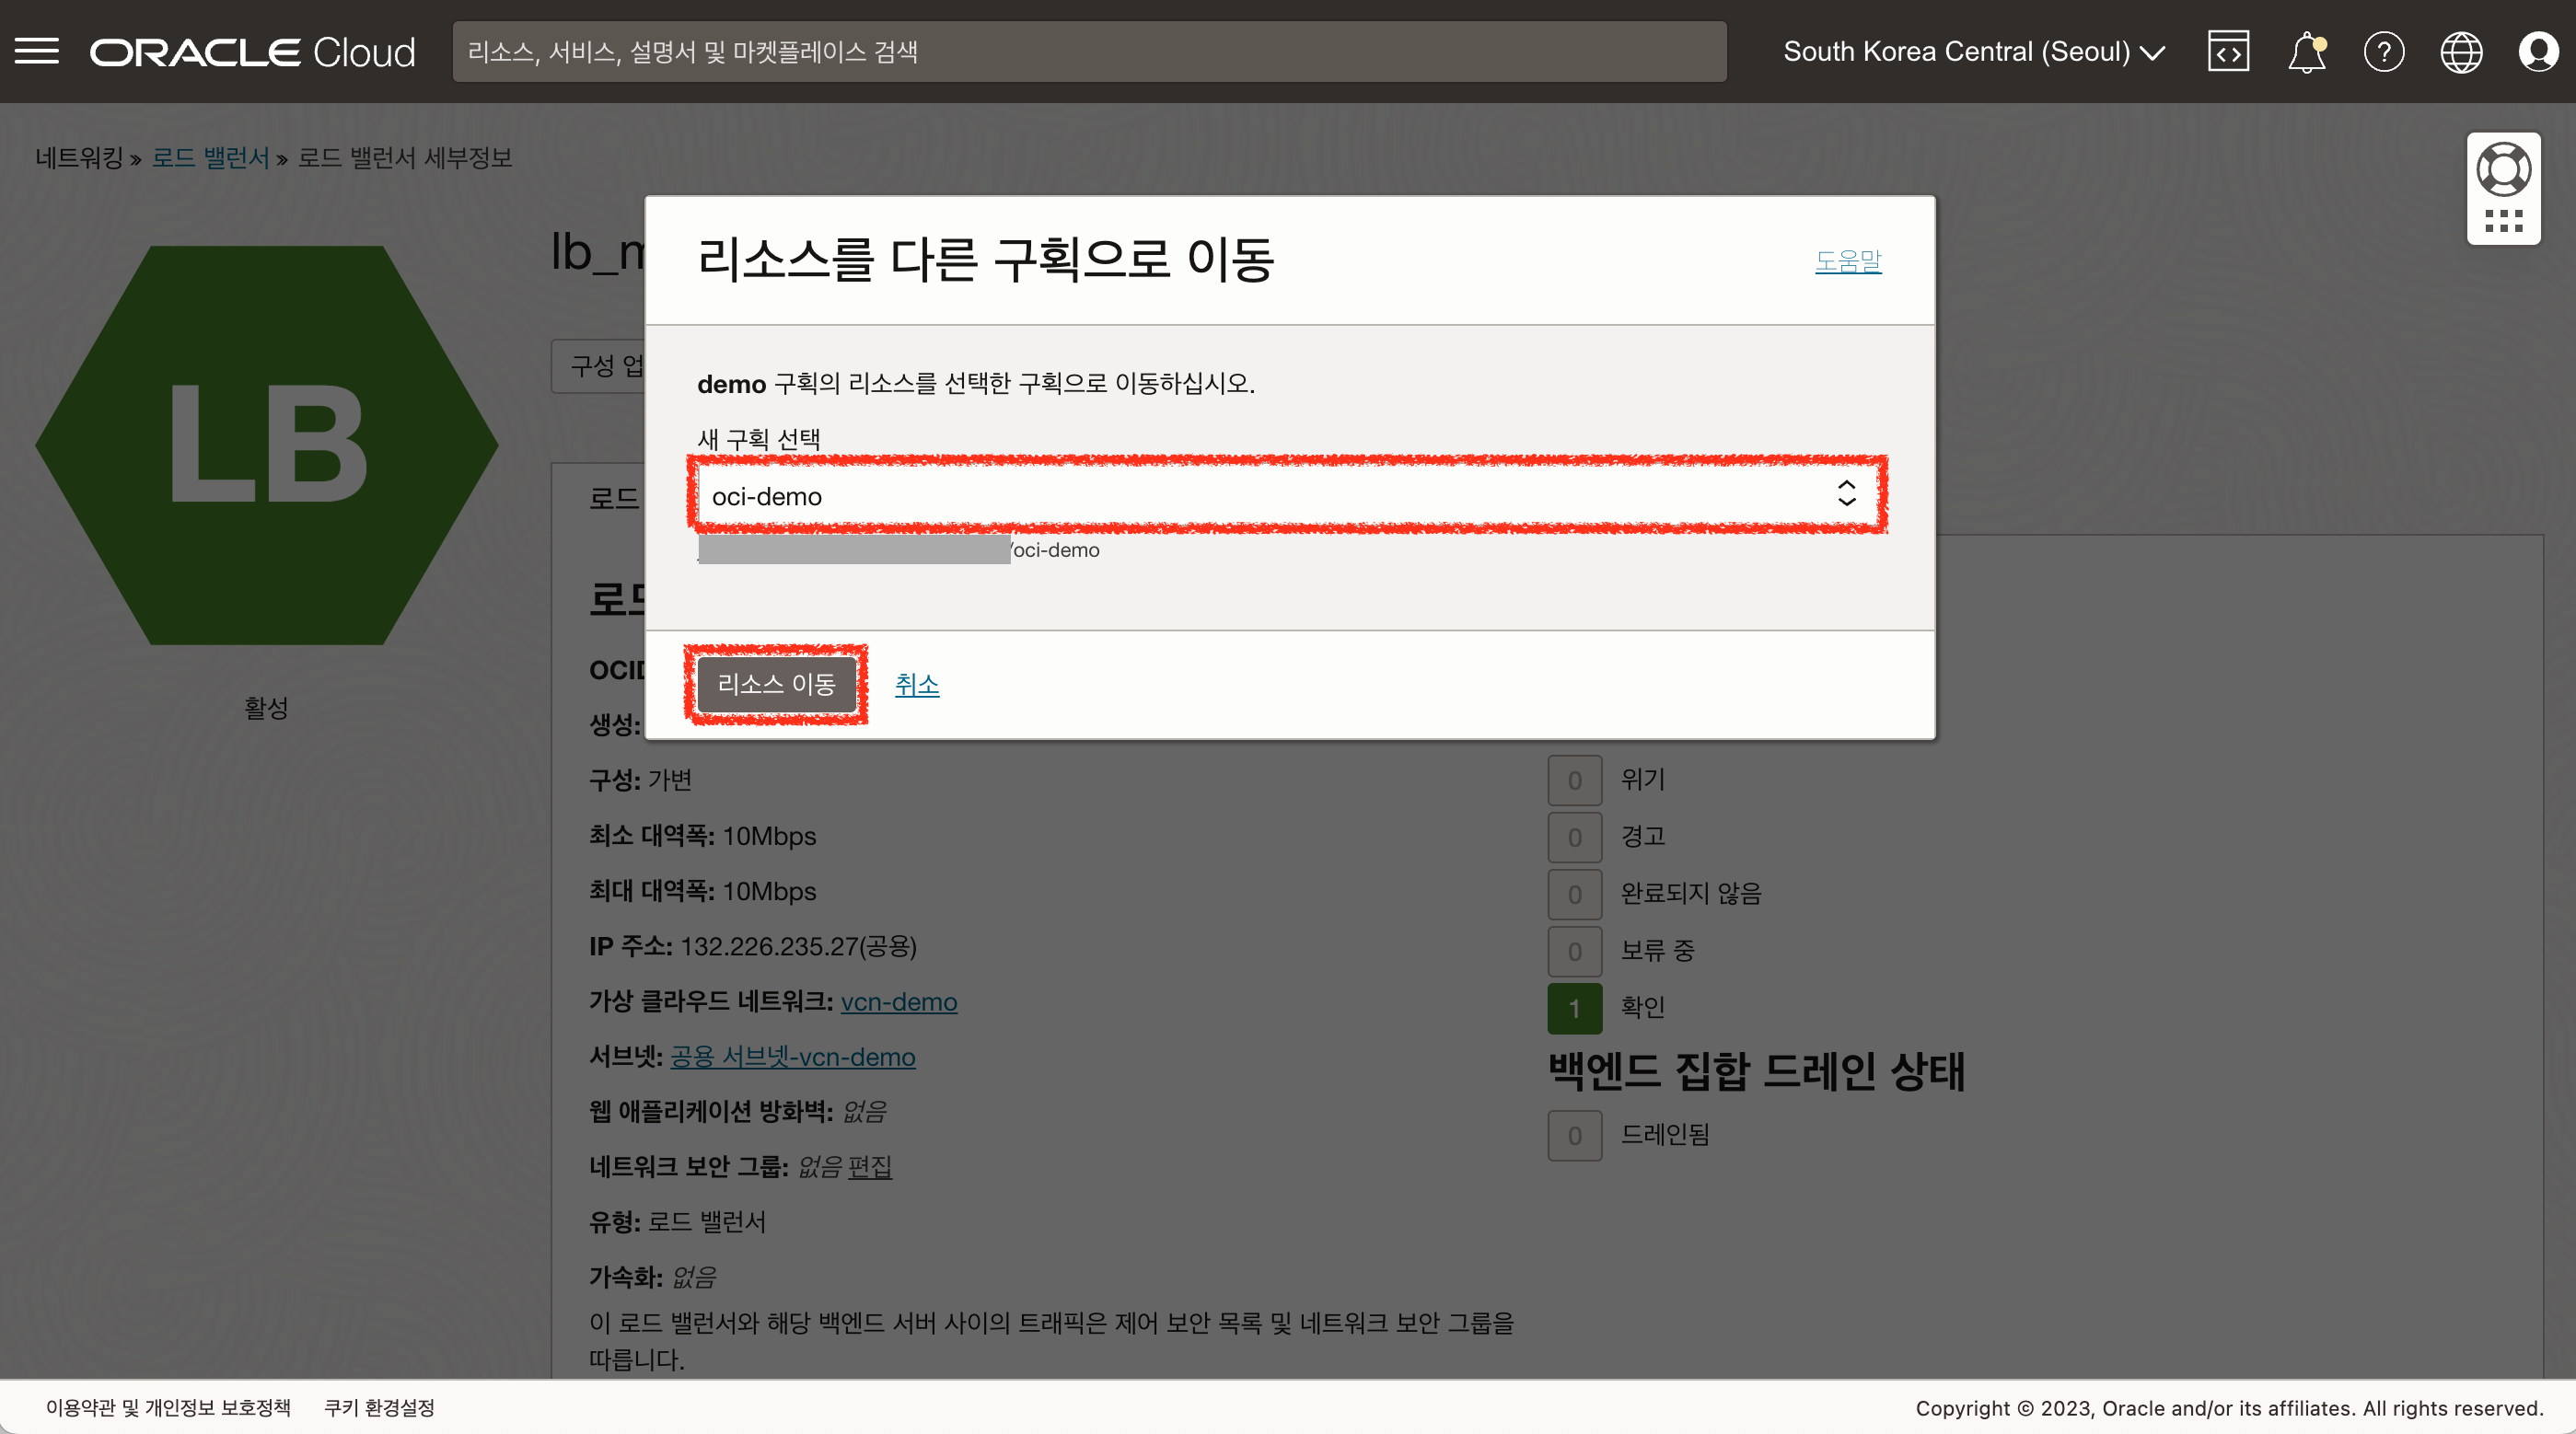 ORACLE Cloud
리소스, 서비스, 설명서 및 마켓플레이스 검색
South Korea Central (Seoul)
네트워킹 » 로드 밸런서 » 로드 밸런서 세부정보
LB
활성
lb_m
구성 업
로드
리소스를 다른 구획으로 이동
도움말
demo 구획의 리소스를 선택한 구획으로 이동하십시오.
새 구획 선택
oci-demo
/oci-demo
리소스 이동
취소
로드
OCID
생성:
구성: 가변
최소 대역폭: 10Mbps
최대 대역폭: 10Mbps
IP 주소: 132.226.235.27(공용)
가상 클라우드 네트워크: vcn-demo
서브넷: 공용 서브넷-vcn-demo
웹 애플리케이션 방화벽: 없음
네트워크 보안 그룹: 없음 편집
유형: 로드 밸런서
가속화: 없음
이 로드 밸런서와 해당 백엔드 서버 사이의 트래픽은 제어 보안 목록 및 네트워크 보안 그룹을
따릅니다.
0 위기
0 경고
0 완료되지 않음
0 보류 중
1 확인
백엔드 집합 드레인 상태
0 드레인됨
이용약관 및 개인정보 보호정책 쿠키 환경설정
Copyright © 2023, Oracle and/or its affiliates. All rights reserved.